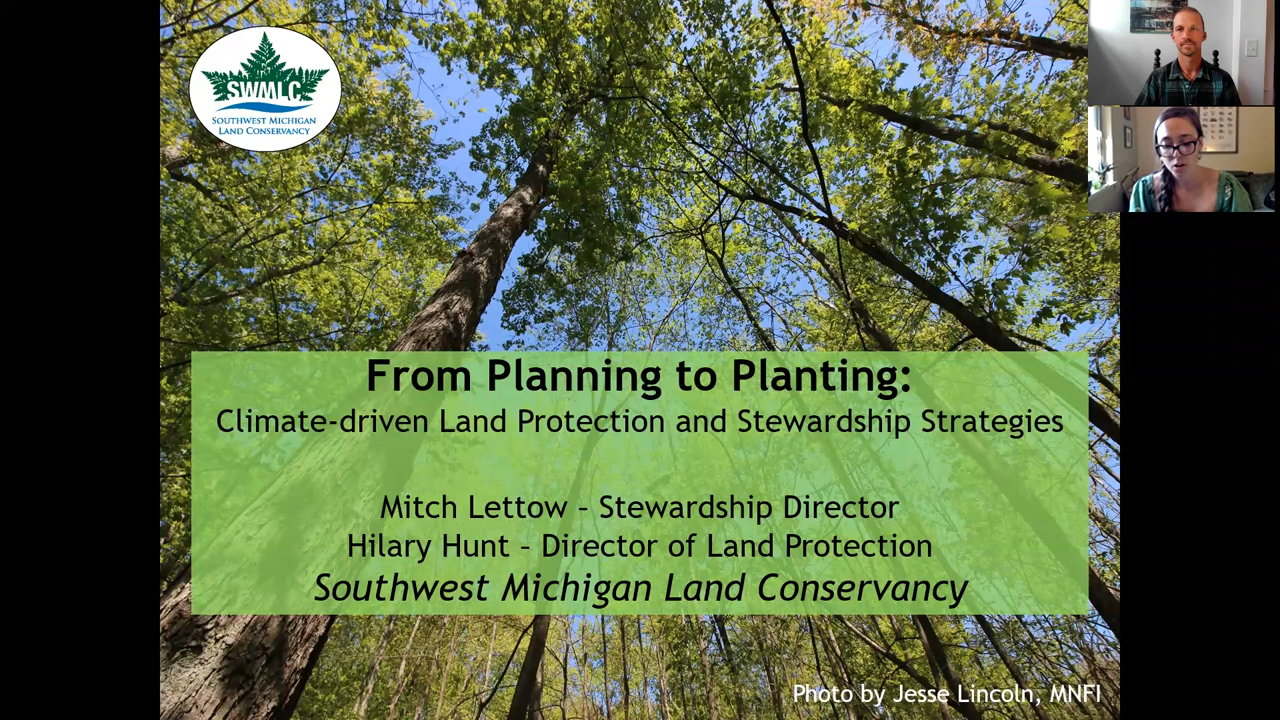 SWMLC
SOUTHWEST MICHIGAN
LAND CONSERVANCY
From Planning to Planting:
Climate-driven Land Protection and Stewardship Strategies
Mitch Lettow – Stewardship Director
Hilary Hunt – Director of Land Protection
Southwest Michigan Land Conservancy
Photo by Jesse Lincoln, MNFI